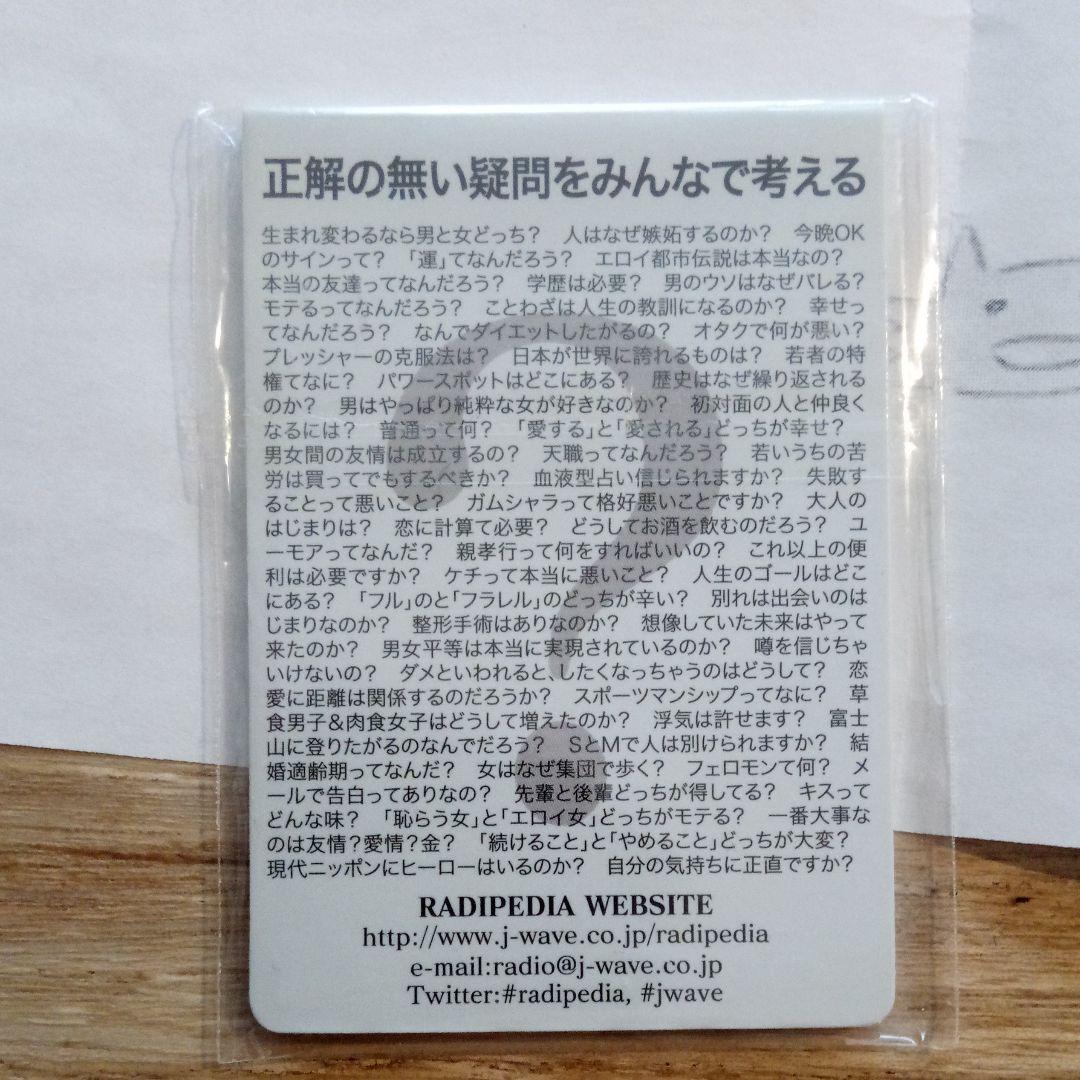 正解の無い疑問をみんなで考える
生まれ変わるなら男と女どっち？　人はなぜ嫉妬するのか？　今晩OK
のサインって？　「運」てなんだろう？　エロイ都市伝説は本当なの？
本当の友達ってなんだろう？　学歴は必要？　男のウソはなぜバレる？
モテるってなんだろう？　ことわざは人生の教訓になるのか？　幸せっ
てなんだろう？　なんでダイエットしたがるの？　オタクで何が悪い？
プレッシャーの克服法は？　日本が世界に誇れるものは？　若者の特
権てなに？　パワースポットはどこにある？　歴史はなぜ繰り返される
のか？　男はやっぱり純粋な女が好きなのか？　初対面の人と仲良く
なるには？　普通って何？　「愛する」と「愛される」どっちが幸せ？
男女間の友情は成立するの？　天職ってなんだろう？　若いうちの苦
労は買ってでもするべきか？　血液型占い信じられますか？　失敗す
ることって悪いこと？　ガムシャラって格好悪いことですか？　大人の
はじまりは？　恋に計算て必要？　どうしてお酒を飲むのだろう？　ユ
ーモアってなんだ？　親孝行って何をすればいいの？　これ以上の便
利は必要ですか？　ケチって本当に悪いこと？　人生のゴールはどこ
にある？　「フル」のと「フラレル」のどっちが辛い？　別れは出会いのは
じまりなのか？　整形手術はありなのか？　想像していた未来はやって
来たのか？　男女平等は本当に実現されているのか？　噂を信じちゃ
いけないの？　ダメといわれると、したくなっちゃうのはどうして？　恋
愛に距離は関係するのだろうか？　スポーツマンシップってなに？　草
食男子＆肉食女子はどうして増えたのか？　浮気は許せます？　富士
山に登りたがるのなんでだろう？　SとMで人は別けられますか？　結
婚適齢期ってなんだ？　女はなぜ集団で歩く？　フェロモンて何？　メ
ールで告白ってありなの？　先輩と後輩どっちが得してる？　キスって
どんな味？　「恥らう女」と「エロイ女」どっちがモテる？　一番大事な
のは友情？愛情？金？　「続けること」と「やめること」どっちが大変？
現代ニッポンにヒーローはいるのか？　自分の気持ちに正直ですか？
RADIPEDIA WEBSITE
http://www.j-wave.co.jp/radipedia
e-mail:radio@j-wave.co.jp
Twitter:#radipedia, #jwave